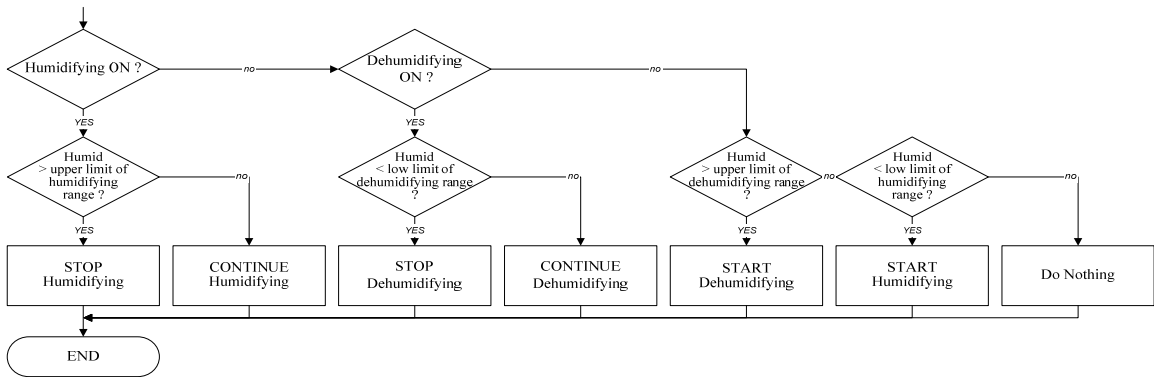 Humidifying ON ?
no
Dehumidifying
ON ?
no
YES
YES
Humid
> upper limit of
humidifying
range ?
no
Humid
< low limit of
dehumidifying range
?
no
Humid
> upper limit of
dehumidifying range
?
no
Humid
< low limit of
humidifying
range ?
no
YES
YES
YES
YES
STOP
Humidifying
CONTINUE
Humidifying
STOP
Dehumidifying
CONTINUE
Dehumidifying
START
Dehumidifying
START
Humidifying
Do Nothing
END